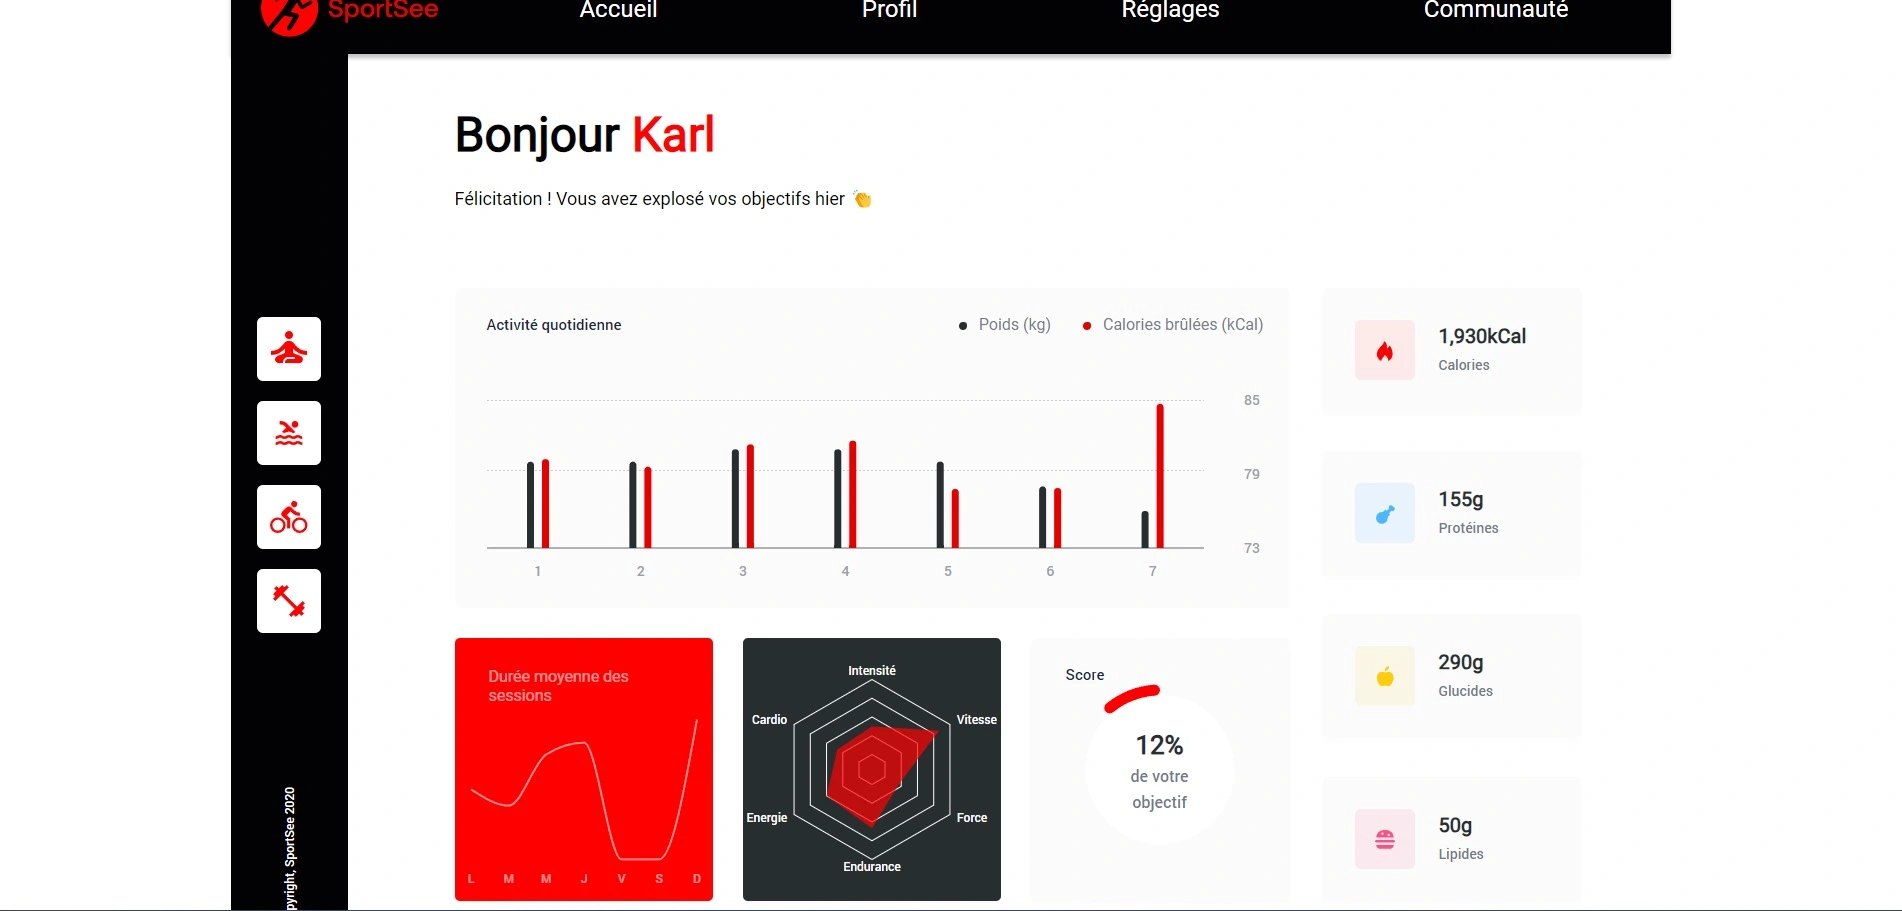 SportSee
Accueil
Profil
Réglages
Communauté
Bonjour Karl
Félicitation ! Vous avez explosé vos objectifs hier 👏
Activité quotidienne
Poids (kg)
Calories brûlées (kCal)
85
79
73
1
2
3
4
5
6
7
1,930kCal
Calories
155g
Protéines
290g
Glucides
50g
Lipides
Durée moyenne des
sessions
L
M
M
J
V
S
D
Intensité
Vitesse
Force
Endurance
Energie
Cardio
Score
12%
de votre
objectif
pyright, SportSee 2020